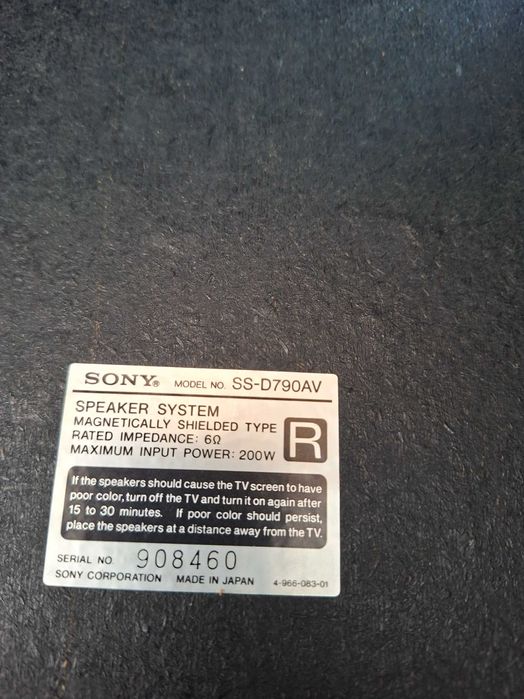 SONY® MODEL NO. SS-D790AV
SPEAKER SYSTEM
MAGNETICALLY SHIELDED TYPE
RATED IMPEDANCE: 6Ω
MAXIMUM INPUT POWER: 200W
R
If the speakers should cause the TV screen to have
poor color, turn off the TV and turn it on again after
15 to 30 minutes. If poor color should persist,
place the speakers at a distance away from the TV.
SERIAL NO. 908460
SONY CORPORATION MADE IN JAPAN 4-966-083-01